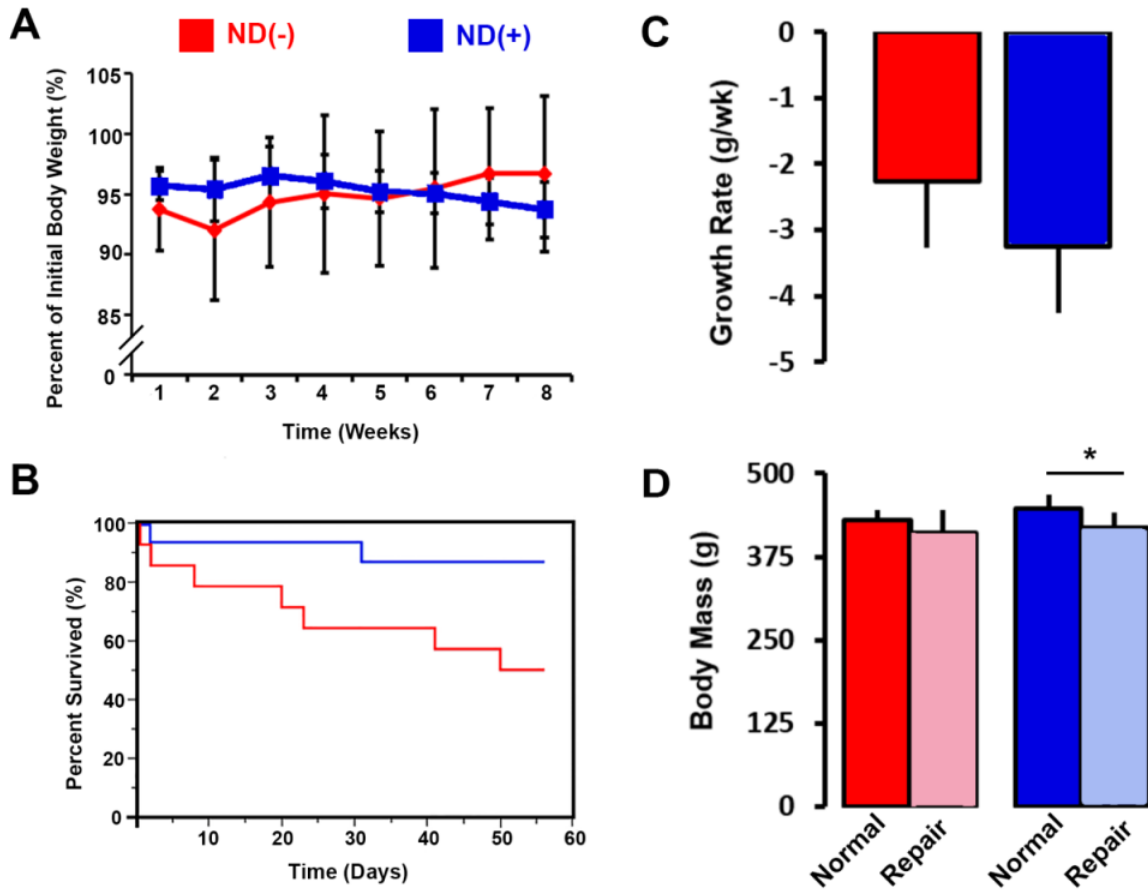 A
ND(-)
ND(+)
Percent of Initial Body Weight (%)
105
100
95
90
85
0
1 2 3 4 5 6 7 8
Time (Weeks)
B
Percent Survived (%)
100
80
60
40
20
0
10 20 30 40 50 60
Time (Days)
C
Growth Rate (g/wk)
0
-1
-2
-3
-4
-5
D
Body Mass (g)
500
375
250
125
0
*
Normal
Repair
Normal
Repair